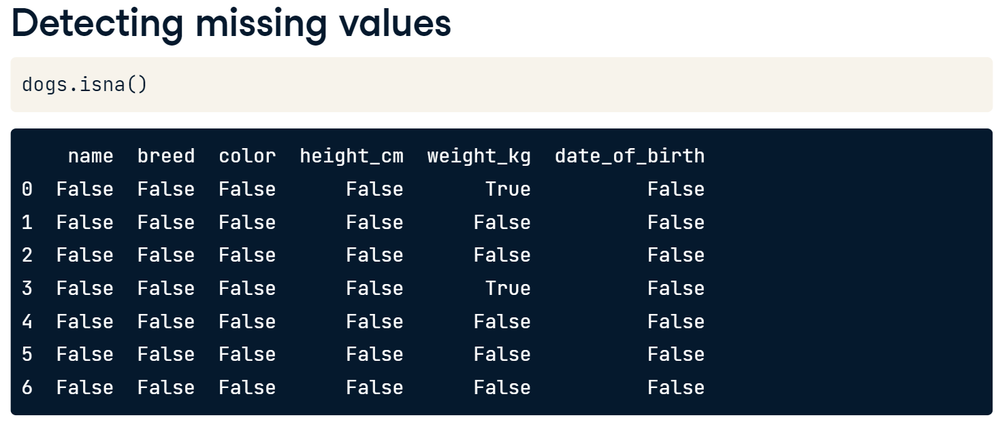 Detecting missing values
dogs.isna()
name breed color height_cm weight_kg date_of_birth
0 False False False False True False
1 False False False False False False
2 False False False False False False
3 False False False False True False
4 False False False False False False
5 False False False False False False
6 False False False False False False